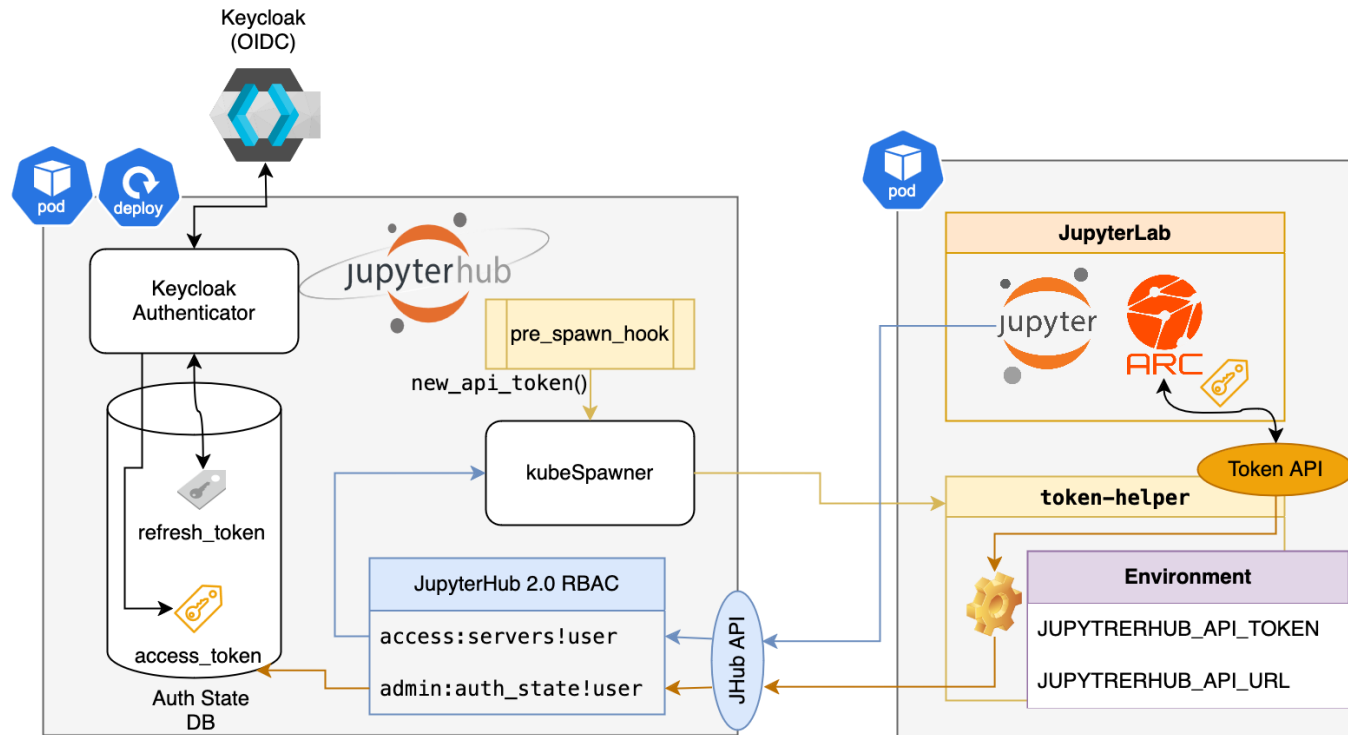 Keycloak
(OIDC)
pod
deploy
pod
Keycloak
Authenticator
jupyterhub
pre_spawn_hook
new_api_token()
kubeSpawner
refresh_token
access_token
Auth State
DB
JupyterHub 2.0 RBAC
access:servers!user
admin:auth_state!user
JHub API
JupyterLab
jupyter
ARC
Token API
token-helper
Environment
JUPYTRERHUB_API_TOKEN
JUPYTRERHUB_API_URL